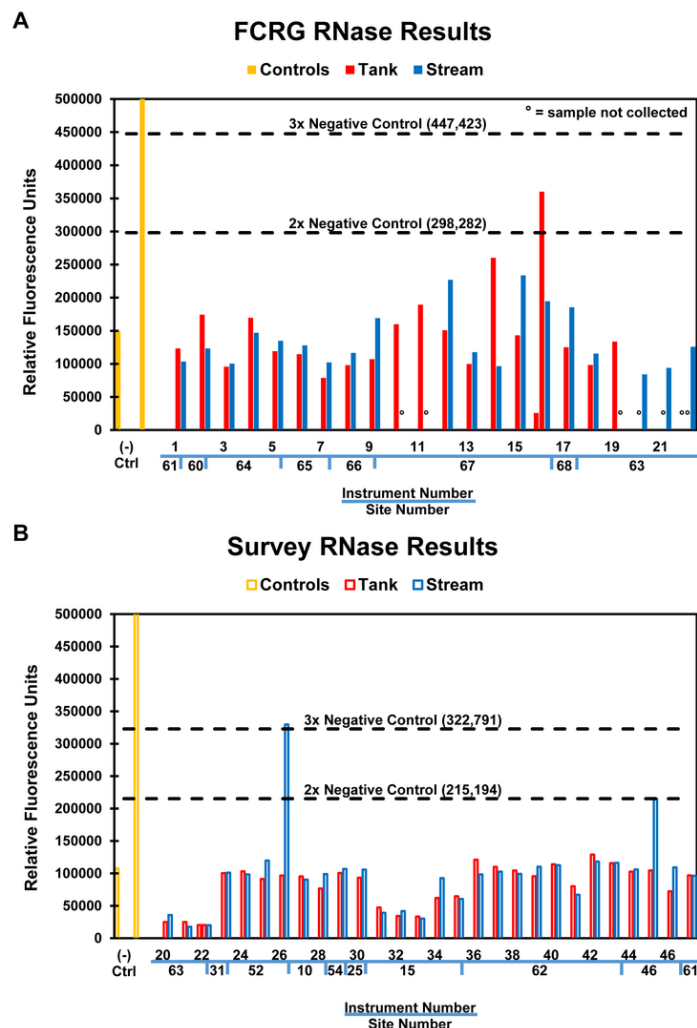 A
FCRG RNase Results
Controls Tank Stream
° = sample not collected
3x Negative Control (447,423)
2x Negative Control (298,282)
Relative Fluorescence Units
500000
450000
400000
350000
300000
250000
200000
150000
100000
50000
0
(-) 1 3 5 7 9 11 13 15 17 19 21
Ctrl 61 60 64 65 66 67 68 63
Instrument Number
Site Number
B
Survey RNase Results
Controls Tank Stream
3x Negative Control (322,791)
2x Negative Control (215,194)
Relative Fluorescence Units
500000
450000
400000
350000
300000
250000
200000
150000
100000
50000
0
(-) 20 22 24 26 28 30 32 34 36 38 40 42 44 46
Ctrl 63 31 52 10 54 25 15 62 46 61
Instrument Number
Site Number